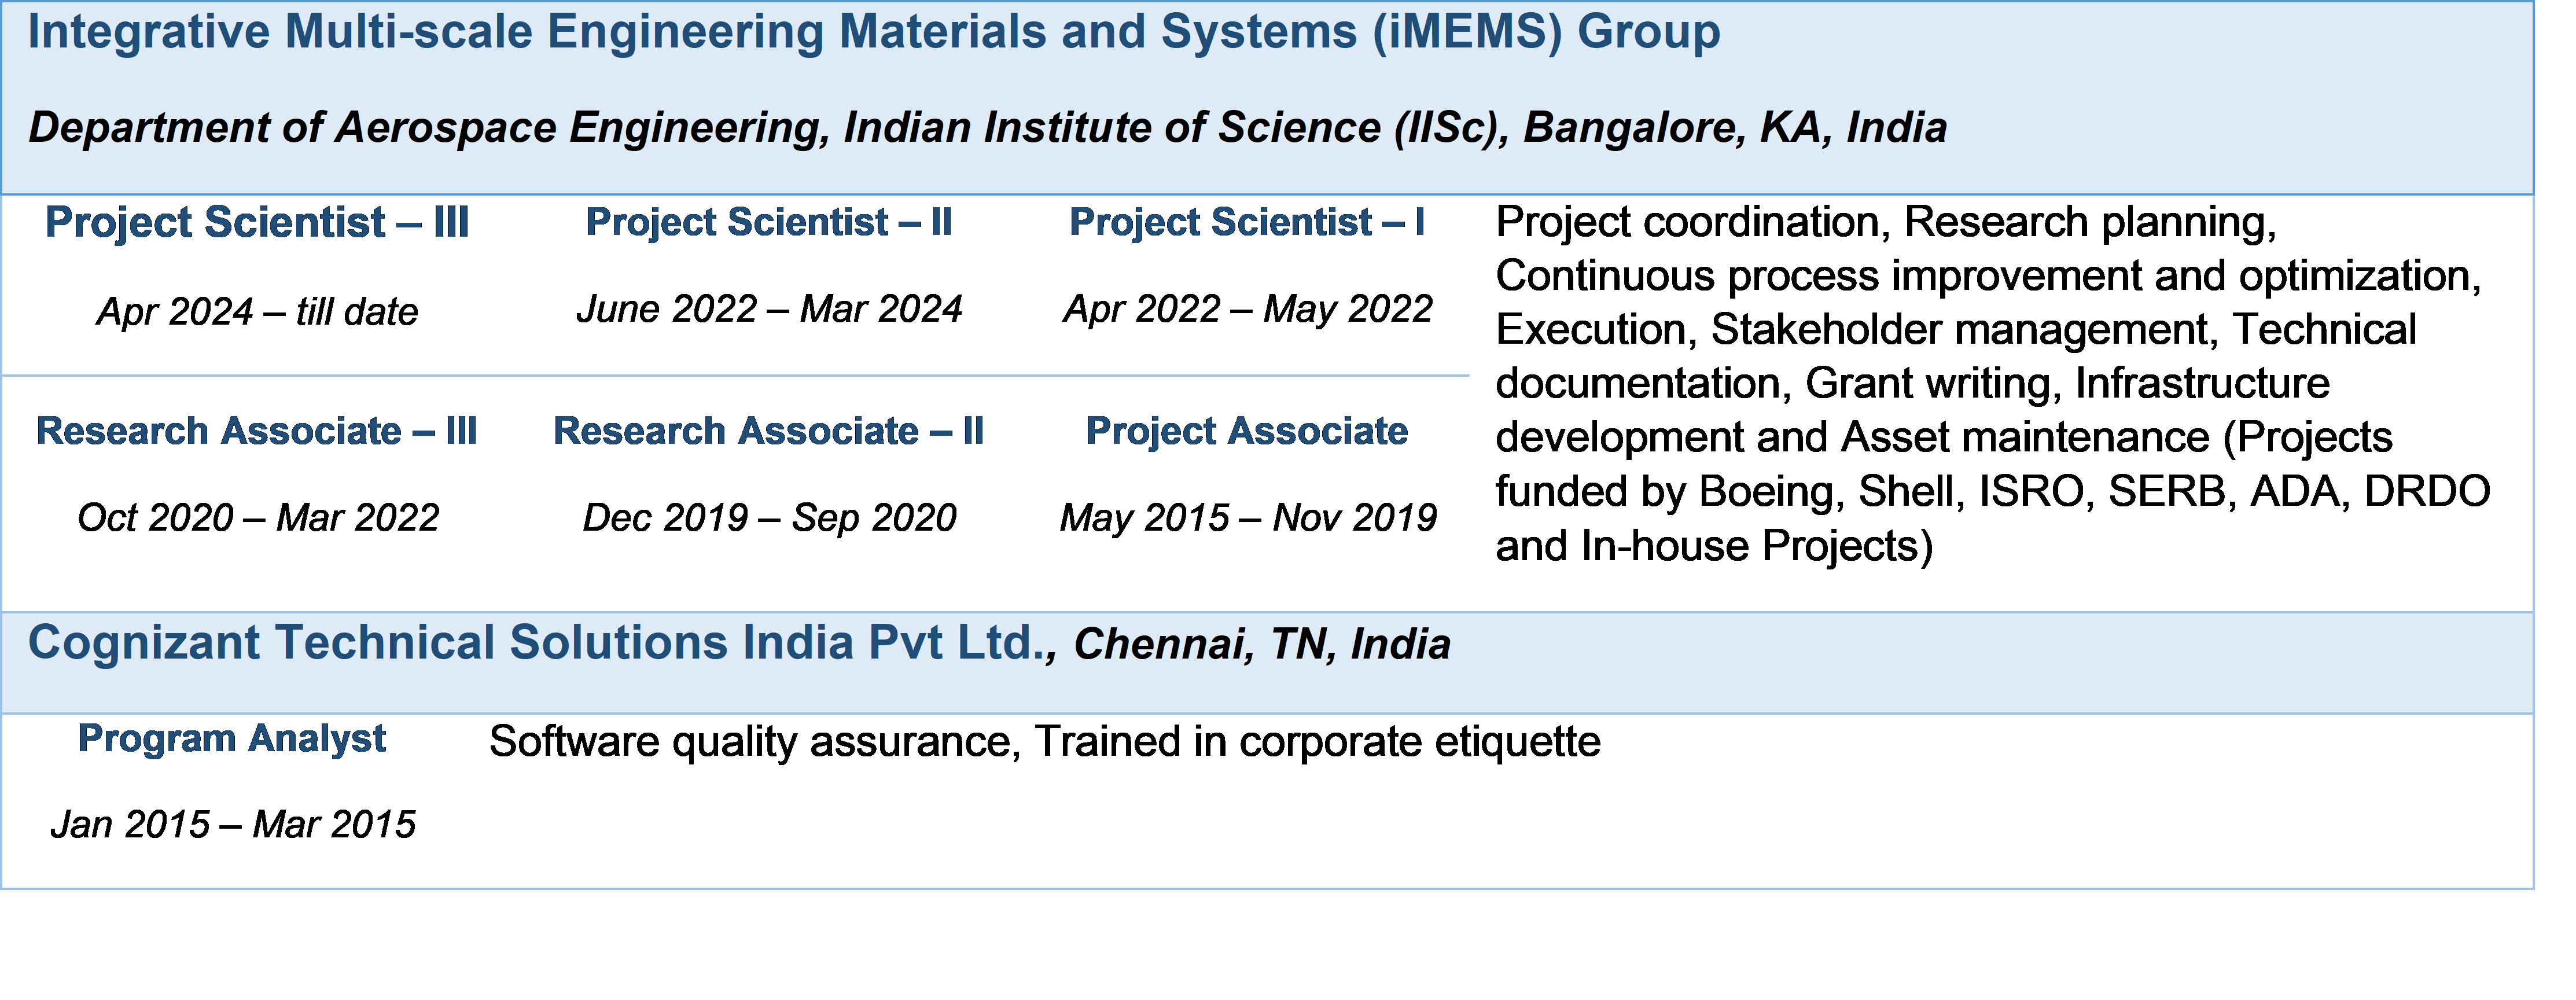 Integrative Multi-scale Engineering Materials and Systems (iMEMS) Group
Department of Aerospace Engineering, Indian Institute of Science (IISc), Bangalore, KA, India
Project Scientist – III
Apr 2024 – till date
Project Scientist – II
June 2022 – Mar 2024
Project Scientist – I
Apr 2022 – May 2022
Research Associate – III
Oct 2020 – Mar 2022
Research Associate – II
Dec 2019 – Sep 2020
Project Associate
May 2015 – Nov 2019
Project coordination, Research planning,
Continuous process improvement and optimization,
Execution, Stakeholder management, Technical
documentation, Grant writing, Infrastructure
development and Asset maintenance (Projects
funded by Boeing, Shell, ISRO, SERB, ADA, DRDO
and In-house Projects)
Cognizant Technical Solutions India Pvt Ltd., Chennai, TN, India
Program Analyst
Jan 2015 – Mar 2015
Software quality assurance, Trained in corporate etiquette